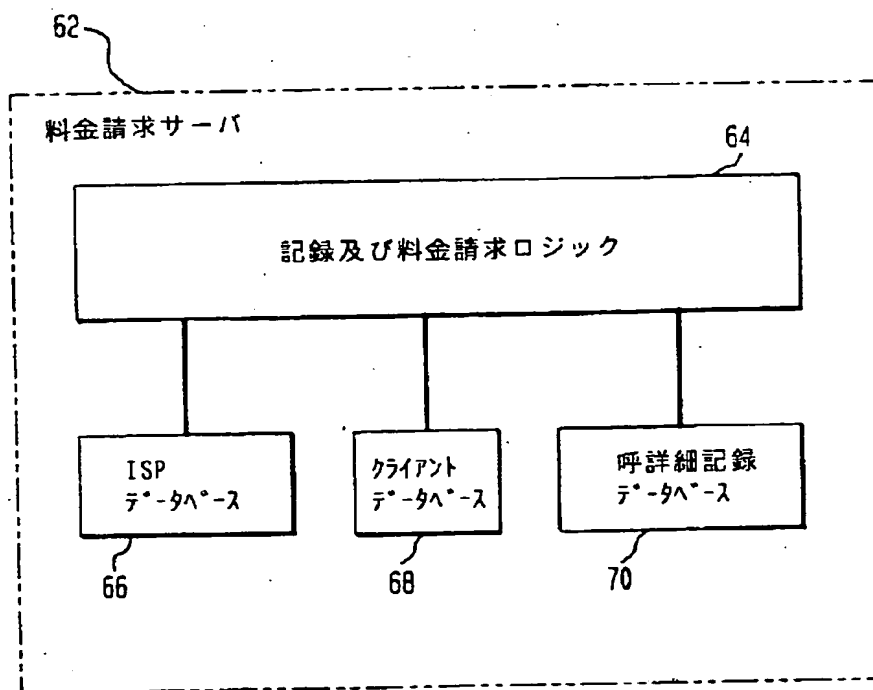 62
料金請求サーバ
64
記録及び料金請求ロジック
ISP
データベース
クライアント
データベース
呼詳細記録
データベース
66
68
70